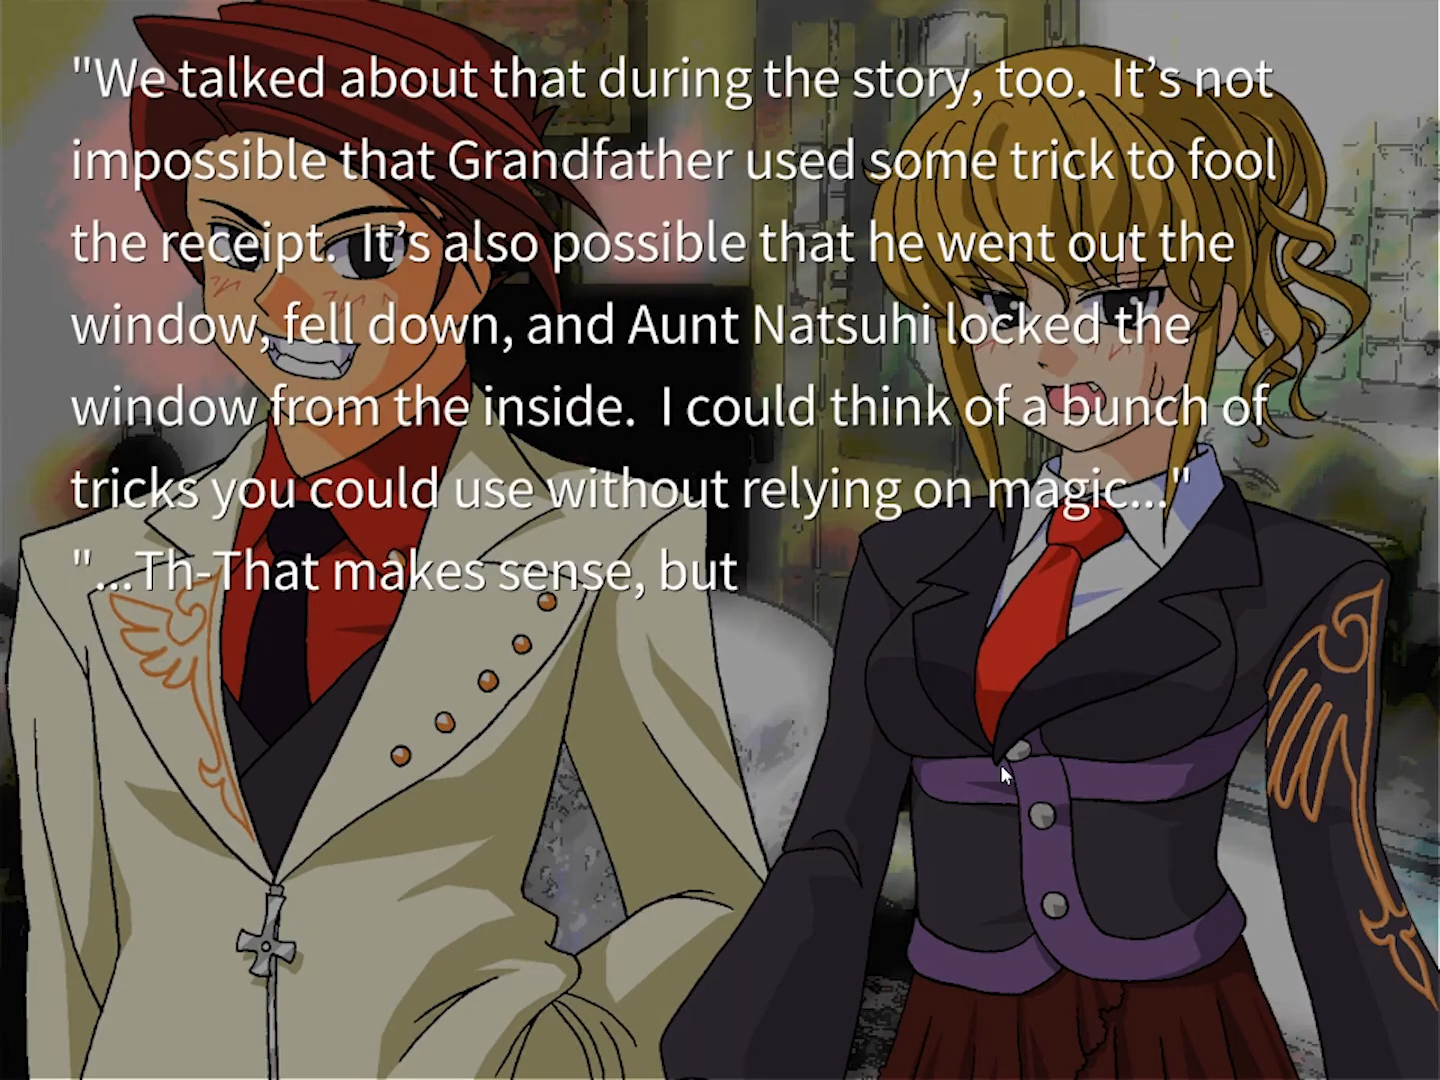 "We talked about that during the story, too.  It’s not
impossible that Grandfather used some trick to fool
the receipt.  It’s also possible that he went out the
window, fell down, and Aunt Natsuhi locked the
window from the inside.  I could think of a bunch of
tricks you could use without relying on magic..."
"...Th-That makes sense, but